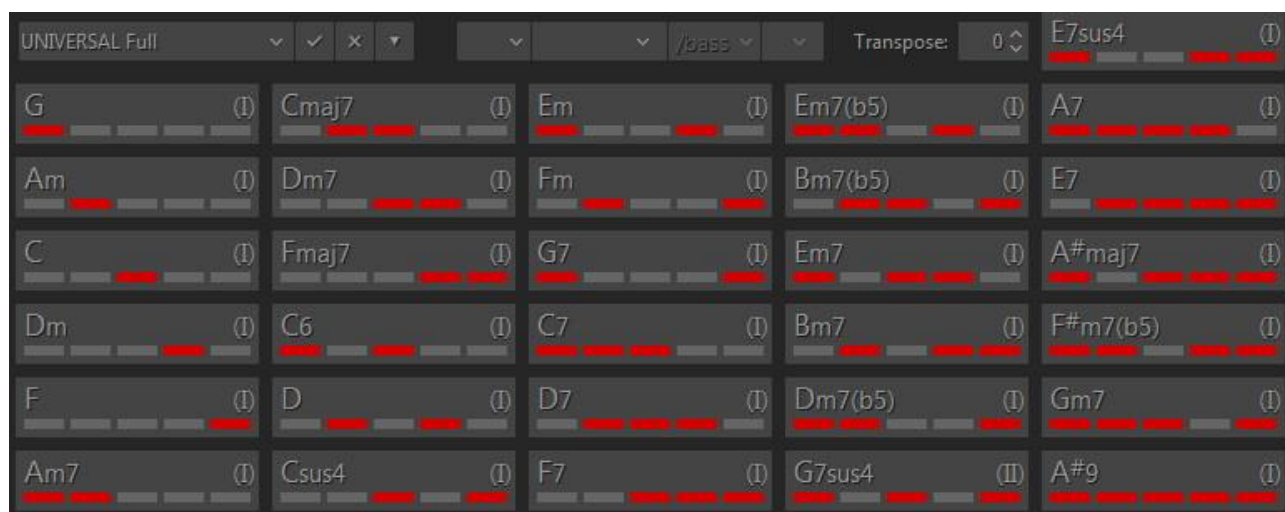 UNIVERSAL Full /bass Transpose: 0 E7sus4 (I)
G (I) Cmaj7 (I) Em (I) Em7(b5) (I) A7 (I)
Am (I) Dm7 (I) Fm (I) Bm7(b5) (I) E7 (I)
C (I) Fmaj7 (I) G7 (I) Em7 (I) A#maj7 (I)
Dm (I) C6 (I) C7 (I) Bm7 (I) F#m7(b5) (I)
F (I) D (I) D7 (I) Dm7(b5) (I) Gm7 (I)
Am7 (I) Csus4 (I) F7 (I) G7sus4 (II) A#9 (I)